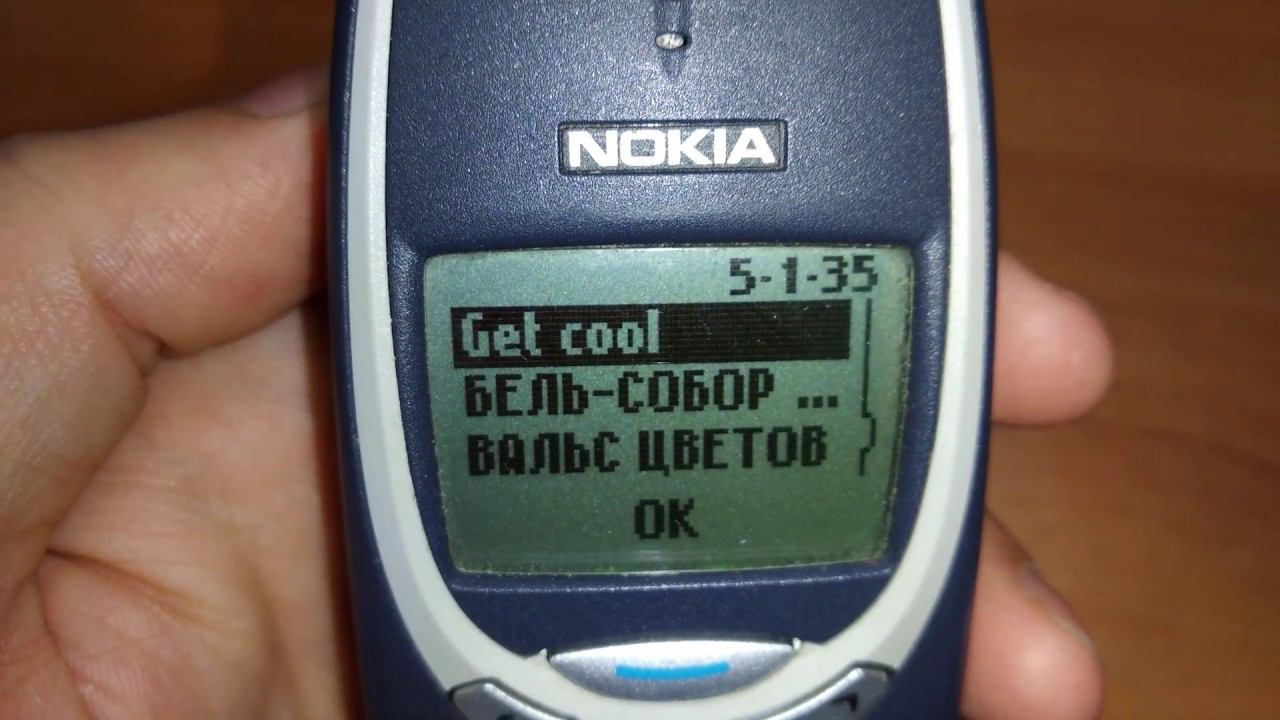 NOKIA
5-1-35
Get cool
БЕЛЬ-СОБОР ...
ВАЛЬС ЦВЕТОВ
OK